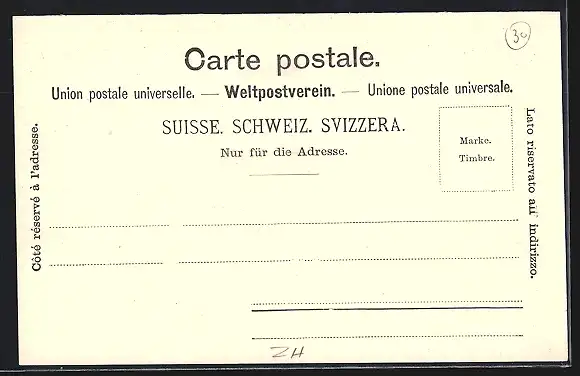 30
Carte postale.
Union postale universelle. — Weltpostverein. — Unione postale universale.
SUISSE. SCHWEIZ. SVIZZERA.
Nur für die Adresse.
Marke.
Timbre.
Côté réservé à l'adresse.
Lato riservato all' indirizzo.
ZH